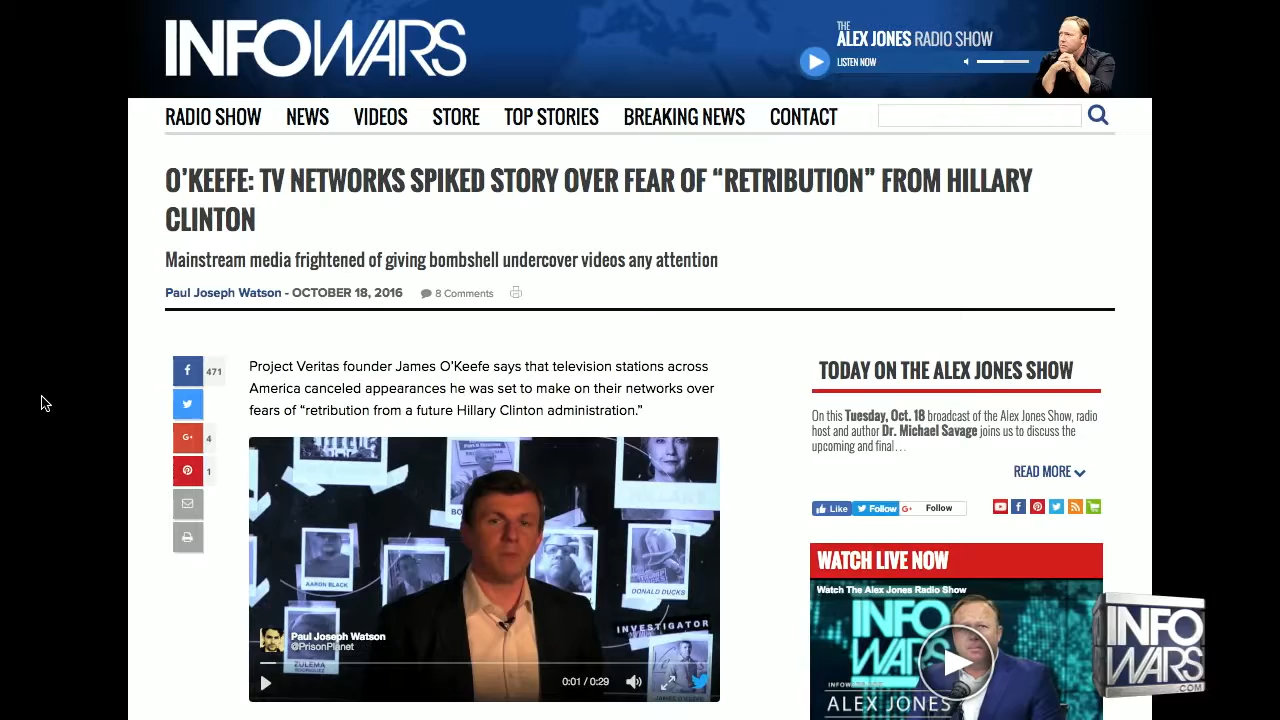 INFOWARS
THE
ALEX JONES RADIO SHOW
LISTEN NOW
RADIO SHOW NEWS VIDEOS STORE TOP STORIES BREAKING NEWS CONTACT
O'KEEFE: TV NETWORKS SPIKED STORY OVER FEAR OF “RETRIBUTION” FROM HILLARY
CLINTON
Mainstream media frightened of giving bombshell undercover videos any attention
Paul Joseph Watson - OCTOBER 18, 2016 8 Comments
471
4
1
Project Veritas founder James O'Keefe says that television stations across
America canceled appearances he was set to make on their networks over
fears of “retribution from a future Hillary Clinton administration.”
AARON BLACK
DONALD DUCKS
INVESTIGATOR
ZULEMA
Paul Joseph Watson
@PrisonPlanet
0:01 / 0:29
TODAY ON THE ALEX JONES SHOW
On this Tuesday, Oct. 18 broadcast of the Alex Jones Show, radio
host and author Dr. Michael Savage joins us to discuss the
upcoming and final…
READ MORE
Like Follow Follow
WATCH LIVE NOW
Watch The Alex Jones Radio Show
INFO
WARS
ALEX JONES
INFO
WARS
.COM